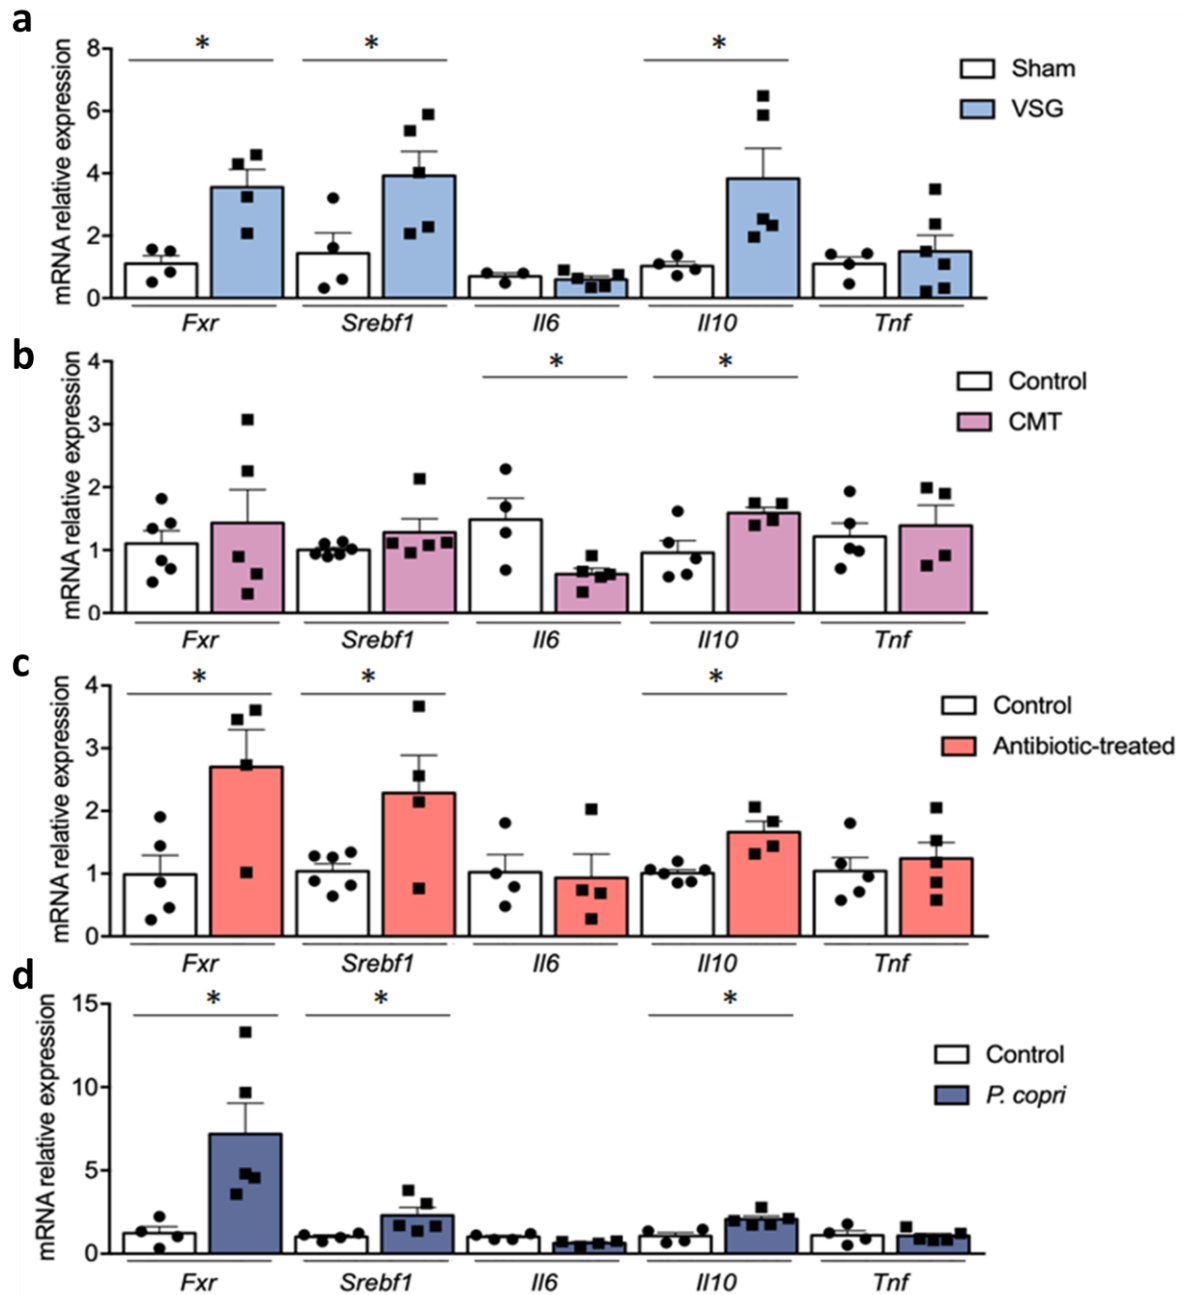 a
mRNA relative expression
8
6
4
2
0
* * *
Sham
VSG
Fxr Srebf1 Il6 Il10 Tnf
b
mRNA relative expression
4
3
2
1
0
* *
Control
CMT
Fxr Srebf1 Il6 Il10 Tnf
c
mRNA relative expression
4
3
2
1
0
* * *
Control
Antibiotic-treated
Fxr Srebf1 Il6 Il10 Tnf
d
mRNA relative expression
15
10
5
0
* * *
Control
P. copri
Fxr Srebf1 Il6 Il10 Tnf